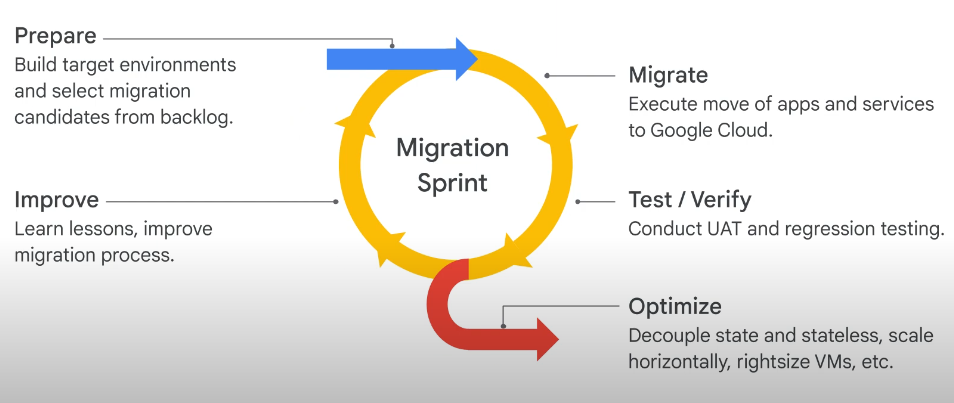 Prepare
Build target environments
and select migration
candidates from backlog.
Migrate
Execute move of apps and services
to Google Cloud.
Migration
Sprint
Improve
Learn lessons, improve
migration process.
Test / Verify
Conduct UAT and regression testing.
Optimize
Decouple state and stateless, scale
horizontally, rightsize VMs, etc.